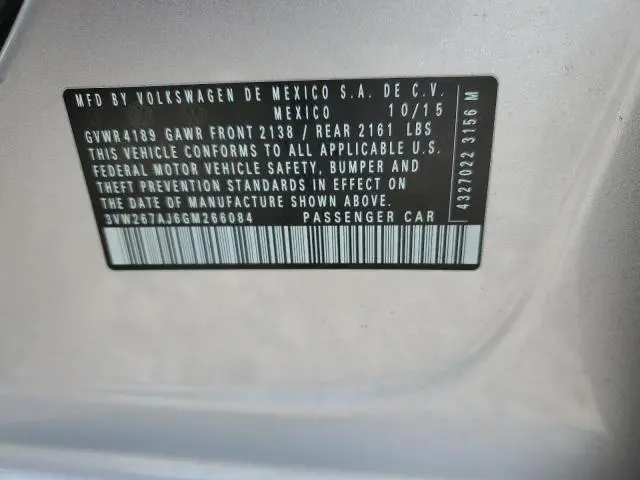 MFD BY VOLKSWAGEN DE MEXICO S.A. DE C.V.
MEXICO 10/15
GVWR 4189 GAWR FRONT 2138 / REAR 2161 LBS
THIS VEHICLE CONFORMS TO ALL APPLICABLE U.S.
FEDERAL MOTOR VEHICLE SAFETY, BUMPER AND
THEFT PREVENTION STANDARDS IN EFFECT ON
THE DATE OF MANUFACTURE SHOWN ABOVE.
3VW267AJ6GM266084 PASSENGER CAR
4327022 3156 M